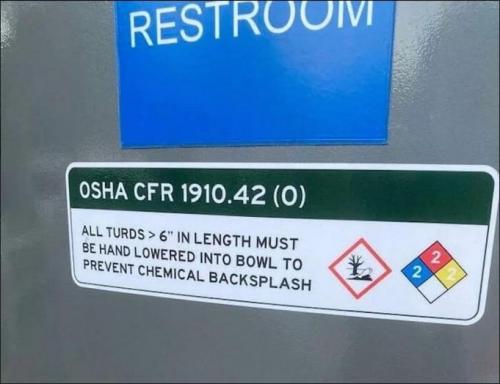 RESTROOM
OSHA CFR 1910.42 (O)
ALL TURDS > 6" IN LENGTH MUST
BE HAND LOWERED INTO BOWL TO
PREVENT CHEMICAL BACKSPLASH
2
2 2